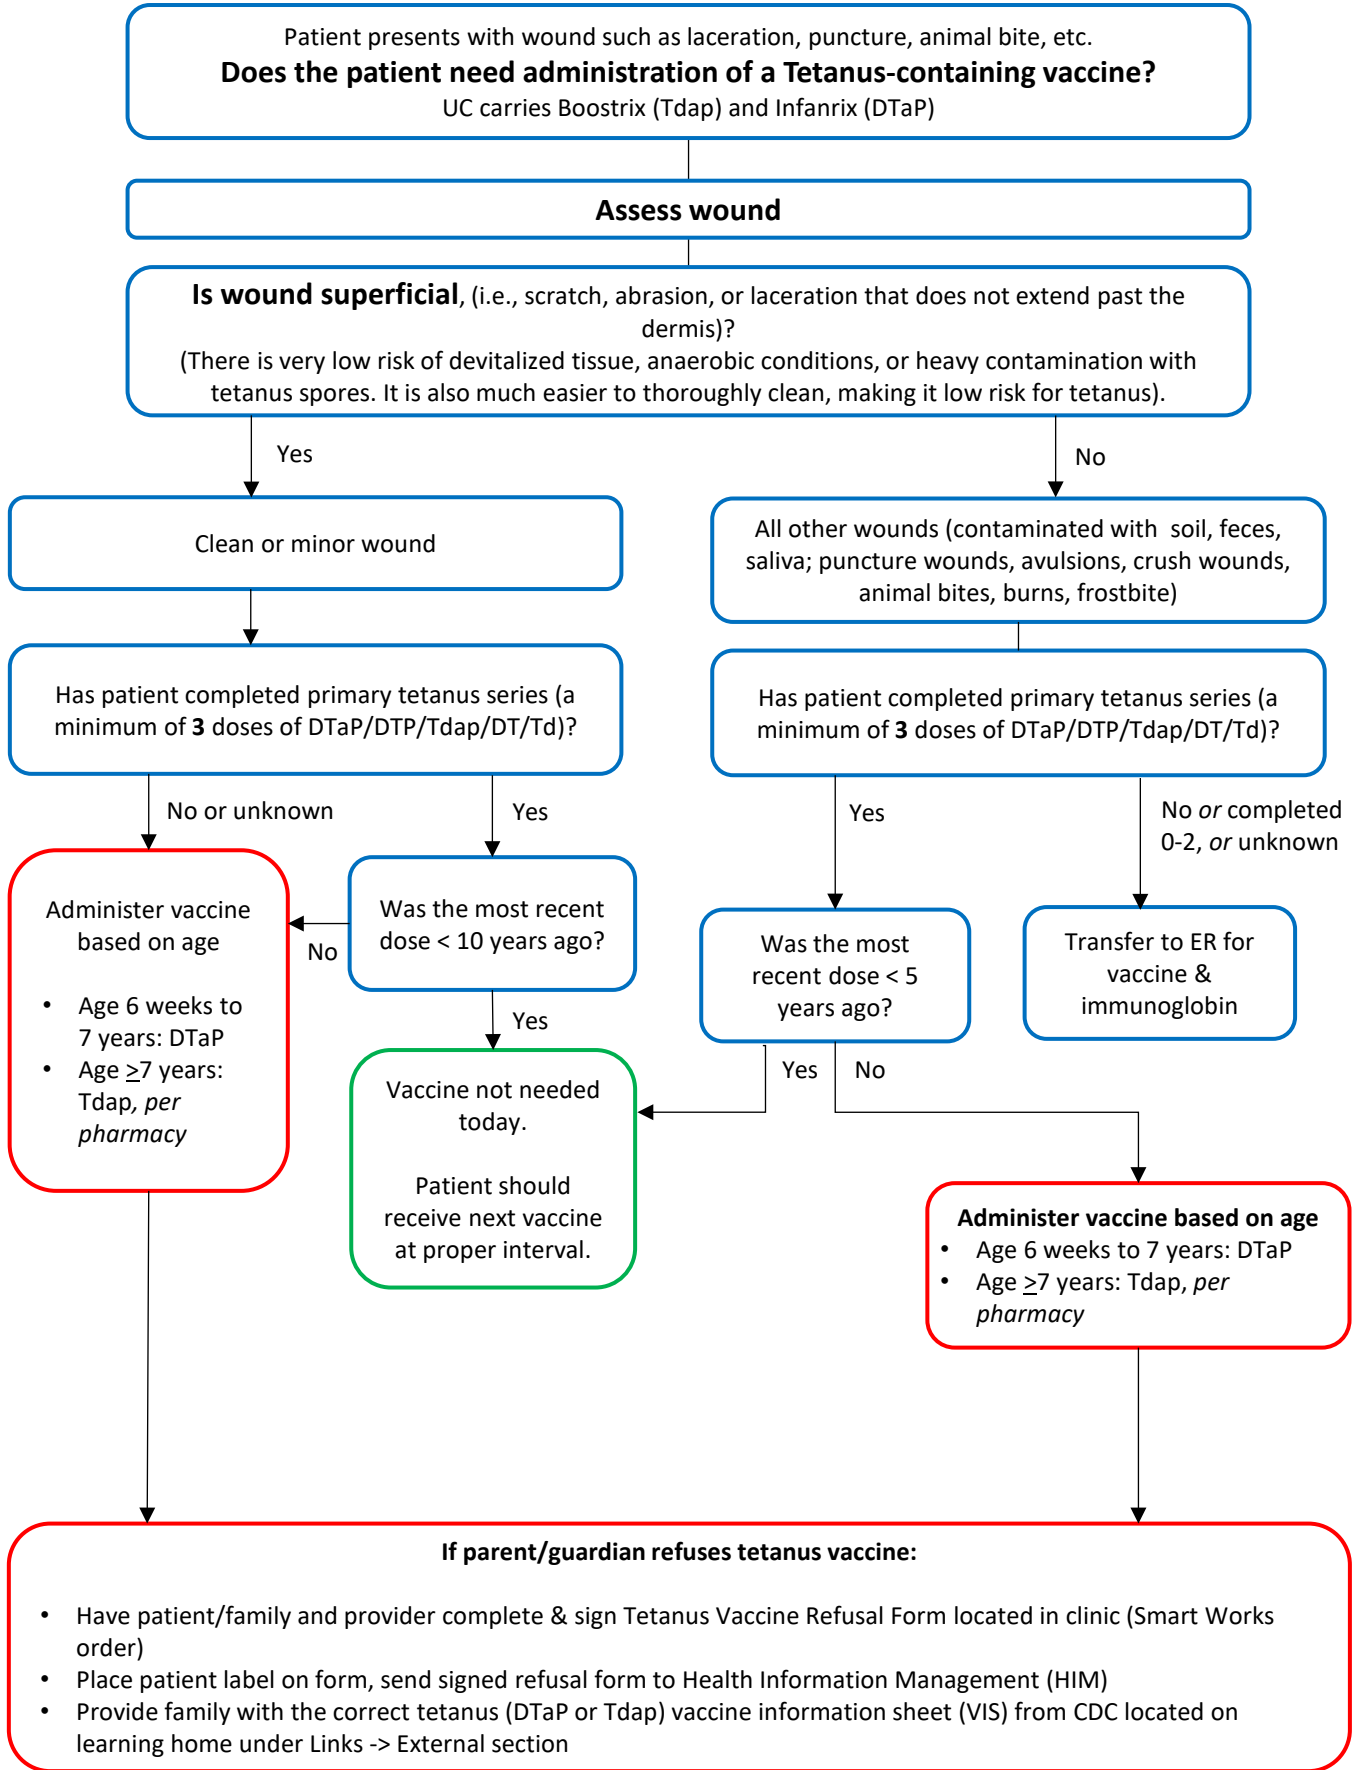 Patient presents with wound such as laceration, puncture, animal bite, etc.
Does the patient need administration of a Tetanus-containing vaccine?
UC carries Boostrix (Tdap) and Infanrix (DTaP)
Assess wound
Is wound superficial, (i.e., scratch, abrasion, or laceration that does not extend past the
dermis)?
(There is very low risk of devitalized tissue, anaerobic conditions, or heavy contamination with
tetanus spores. It is also much easier to thoroughly clean, making it low risk for tetanus).
Yes
No
Clean or minor wound
All other wounds (contaminated with soil, feces,
saliva; puncture wounds, avulsions, crush wounds,
animal bites, burns, frostbite)
Has patient completed primary tetanus series (a
minimum of 3 doses of DTaP/DTP/Tdap/DT/Td)?
Has patient completed primary tetanus series (a
minimum of 3 doses of DTaP/DTP/Tdap/DT/Td)?
No or unknown
Yes
Yes
No or completed
0-2, or unknown
Administer vaccine
based on age
• Age 6 weeks to
7 years: DTaP
• Age ≥7 years:
Tdap, per
pharmacy
No
Was the most recent
dose < 10 years ago?
Yes
Was the most
recent dose < 5
years ago?
Transfer to ER for
vaccine &
immunoglobin
Yes
No
Vaccine not needed
today.
Patient should
receive next vaccine
at proper interval.
Administer vaccine based on age
• Age 6 weeks to 7 years: DTaP
• Age ≥7 years: Tdap, per
pharmacy
If parent/guardian refuses tetanus vaccine:
• Have patient/family and provider complete & sign Tetanus Vaccine Refusal Form located in clinic (Smart Works
order)
• Place patient label on form, send signed refusal form to Health Information Management (HIM)
• Provide family with the correct tetanus (DTaP or Tdap) vaccine information sheet (VIS) from CDC located on
learning home under Links -> External section